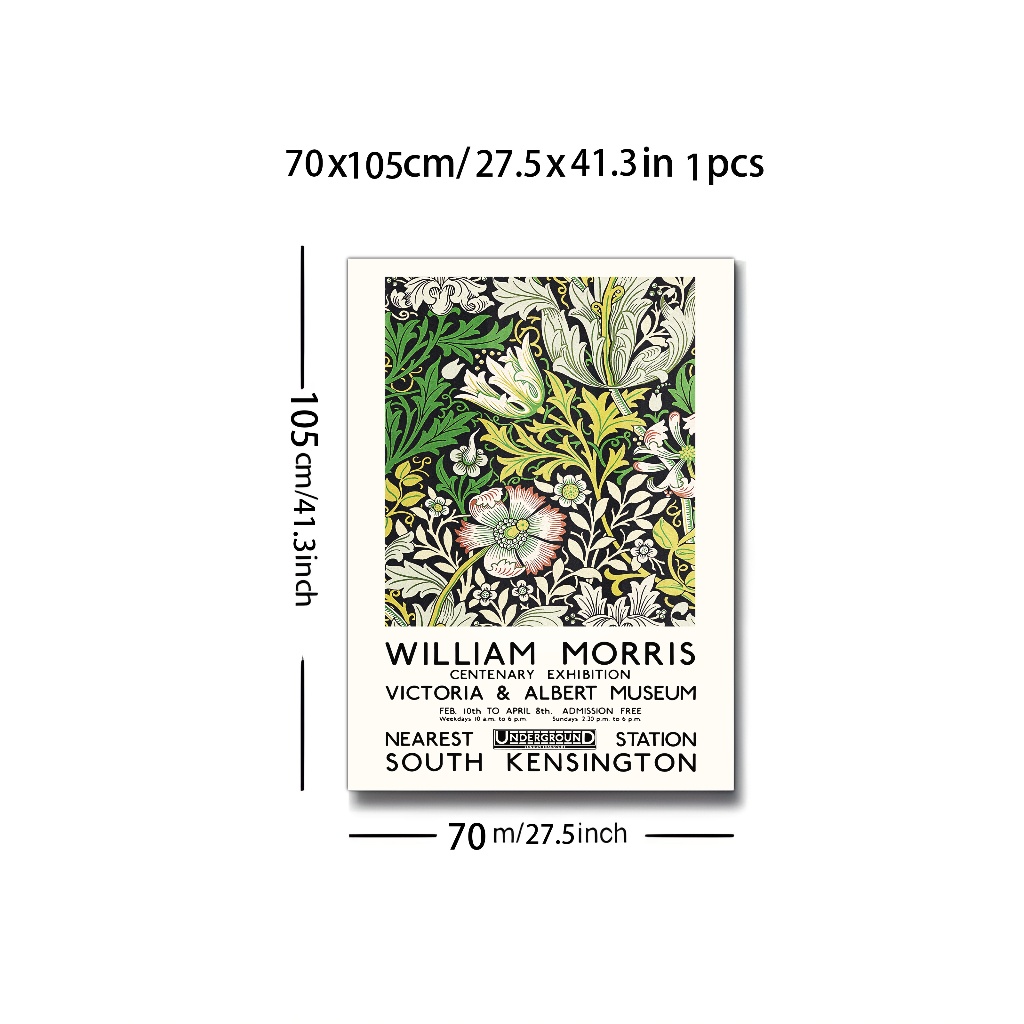 70x105cm/ 27.5x41.3in 1pcs
105cm/41.3inch
WILLIAM MORRIS
CENTENARY EXHIBITION
VICTORIA & ALBERT MUSEUM
FEB. 10th TO APRIL 8th. ADMISSION FREE
Weekdays 10 a.m. to 6 p.m. Sundays 2.30 p.m. to 6 p.m.
NEAREST UNDERGROUND STATION
SOUTH KENSINGTON
70 m/27.5inch